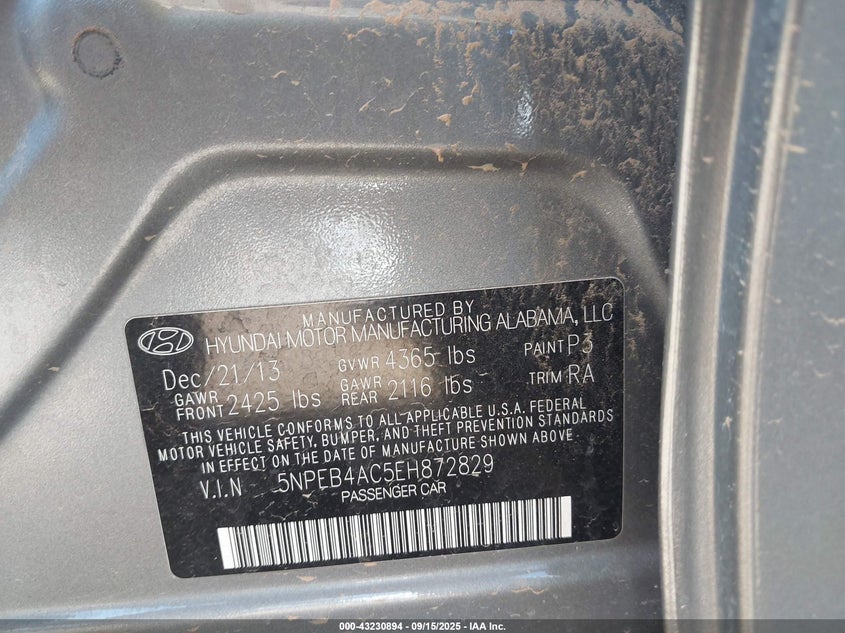 MANUFACTURED BY
HYUNDAI MOTOR MANUFACTURING ALABAMA, LLC
Dec/21/13 GVWR 4365 lbs PAINT P3
GAWR FRONT 2425 lbs GAWR REAR 2116 lbs TRIM RA
THIS VEHICLE CONFORMS TO ALL APPLICABLE U.S.A. FEDERAL
MOTOR VEHICLE SAFETY, BUMPER, AND THEFT PREVENTION STANDARDS
IN EFFECT ON THE DATE OF MANUFACTURE SHOWN ABOVE.
V.I.N 5NPEB4AC5EH872829
PASSENGER CAR
000-43230894 - 09/15/2025 - IAA Inc.